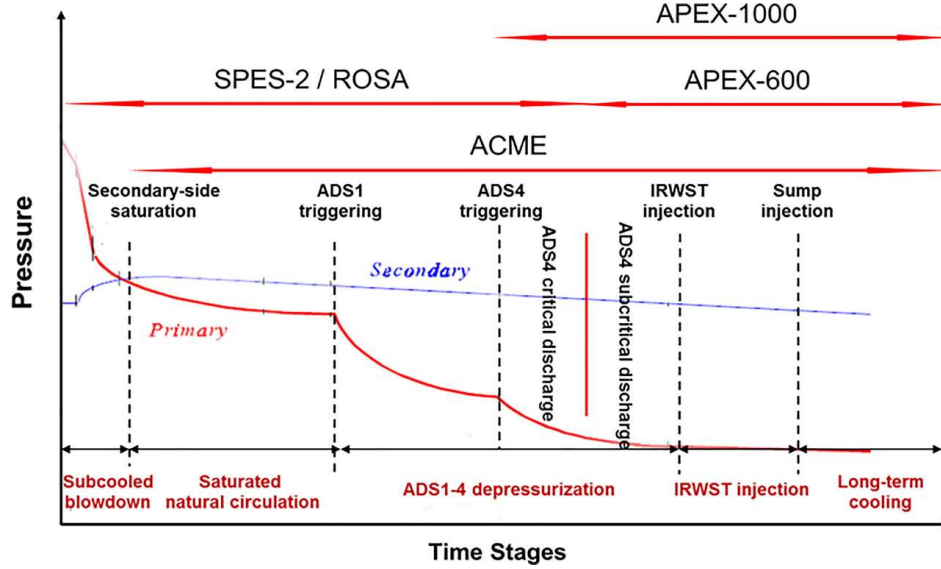 APEX-1000
SPES-2 / ROSA
APEX-600
ACME
Secondary-side
saturation
ADS1
triggering
ADS4
triggering
IRWST
injection
Sump
injection
Pressure
Secondary
Primary
ADS4 critical discharge
ADS4 subcritical discharge
Subcooled
blowdown
Saturated
natural circulation
ADS1-4 depressurization
IRWST injection
Long-term
cooling
Time Stages